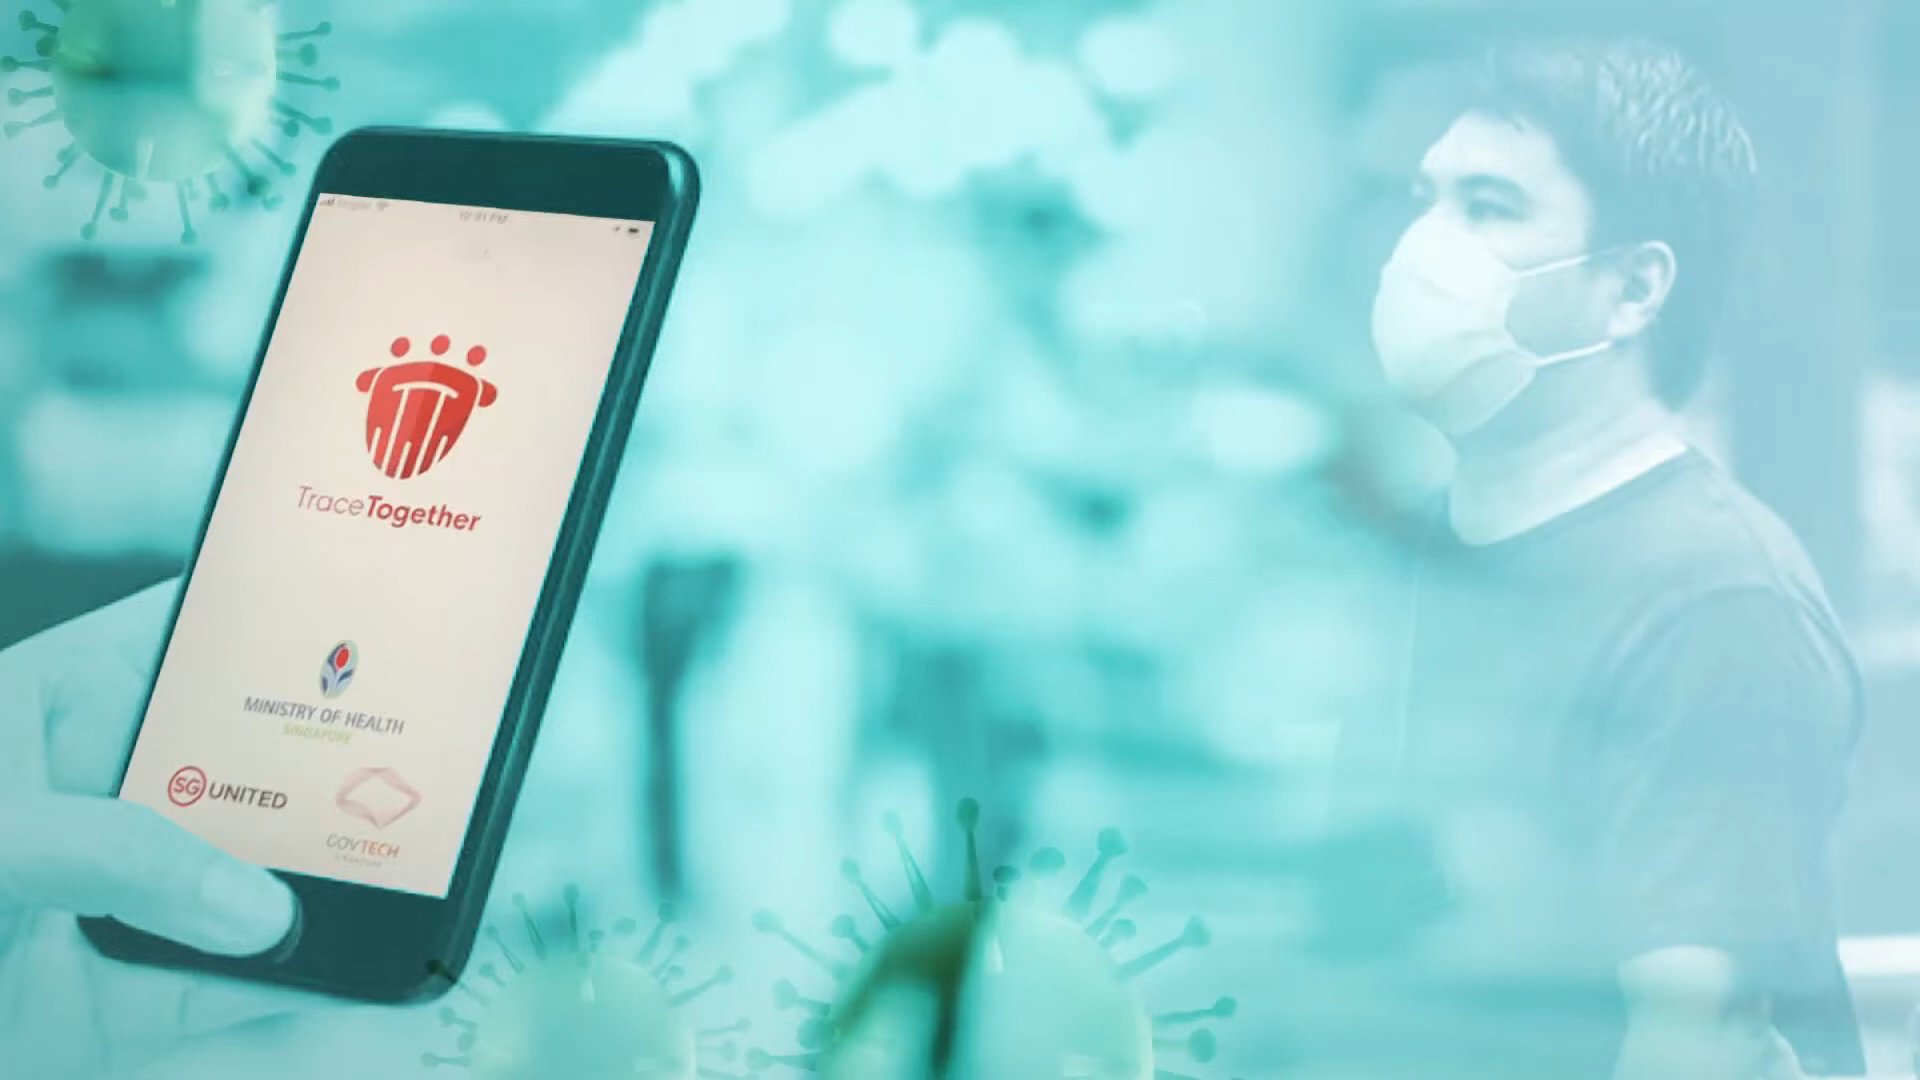 TraceTogether
MINISTRY OF HEALTH
SINGAPORE
SG UNITED
GOVTECH